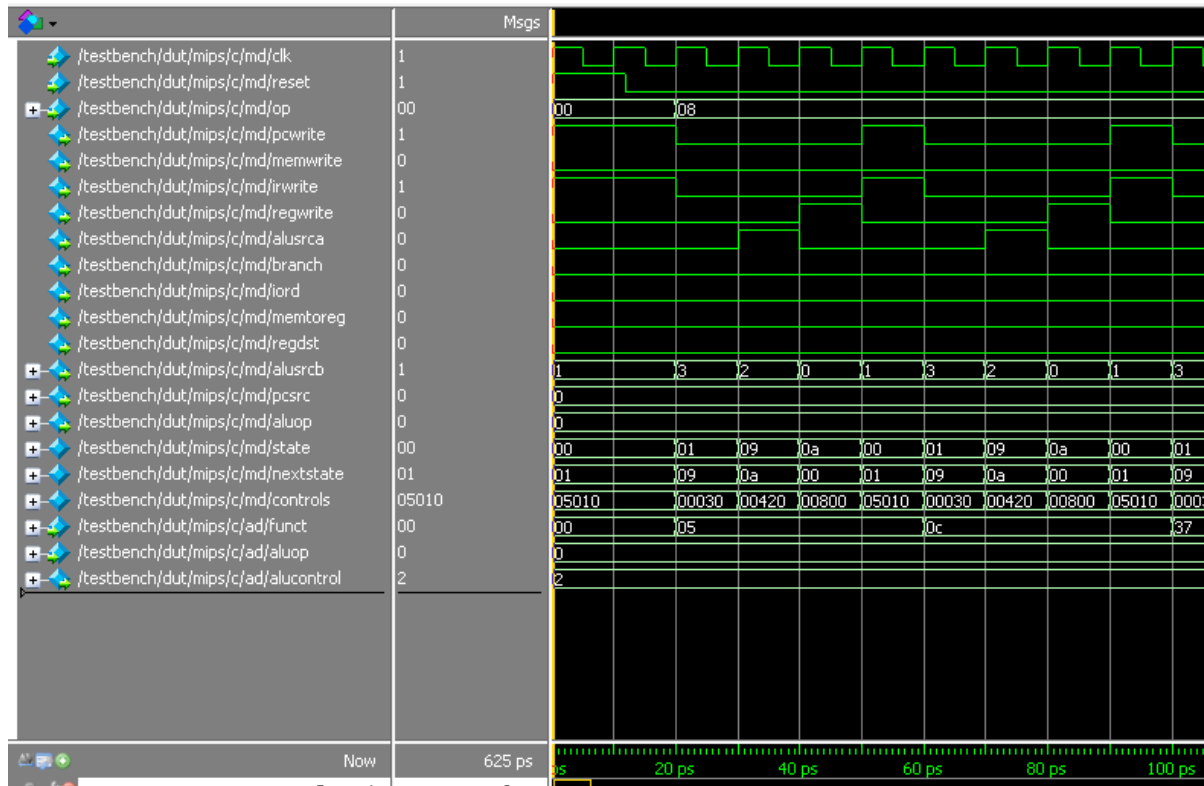 Msgs
/testbench/dut/mips/c/md/clk 1
/testbench/dut/mips/c/md/reset 1
/testbench/dut/mips/c/md/op 00 00 08
/testbench/dut/mips/c/md/pcwrite 1
/testbench/dut/mips/c/md/memwrite 0
/testbench/dut/mips/c/md/irwrite 1
/testbench/dut/mips/c/md/regwrite 0
/testbench/dut/mips/c/md/alusrca 0
/testbench/dut/mips/c/md/branch 0
/testbench/dut/mips/c/md/iord 0
/testbench/dut/mips/c/md/memtoreg 0
/testbench/dut/mips/c/md/regdst 0
/testbench/dut/mips/c/md/alusrcb 1 1 3 2 0 1 3 2 0 1 3
/testbench/dut/mips/c/md/pcsrc 0 0
/testbench/dut/mips/c/md/aluop 0 0
/testbench/dut/mips/c/md/state 00 00 01 09 0a 00 01 09 0a 00 01
/testbench/dut/mips/c/md/nextstate 01 01 09 0a 00 01 09 0a 00 01 09
/testbench/dut/mips/c/md/controls 05010 05010 00030 00420 00800 05010 00030 00420 00800 05010
/testbench/dut/mips/c/ad/funct 00 00 05 0c 37
/testbench/dut/mips/c/ad/aluop 0 0
/testbench/dut/mips/c/ad/alucontrol 2 2
Now 625 ps 20 ps 40 ps 60 ps 80 ps 100 ps